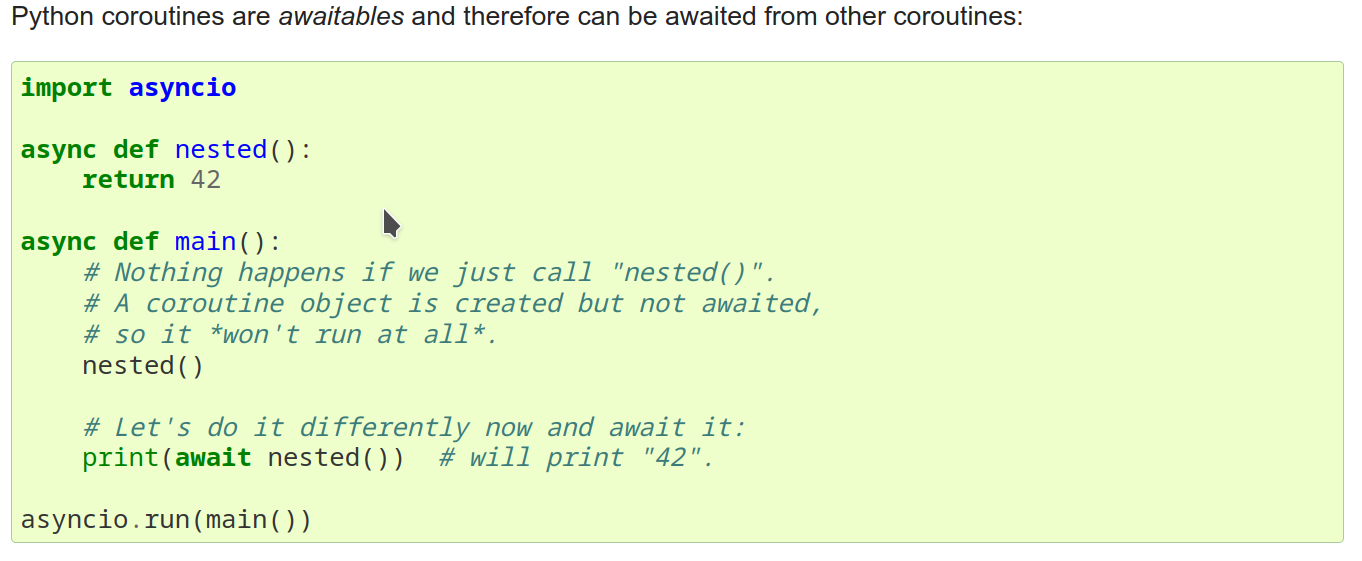 Python coroutines are awaitables and therefore can be awaited from other coroutines:
import asyncio
async def nested():
    return 42
async def main():
    # Nothing happens if we just call "nested()".
    # A coroutine object is created but not awaited,
    # so it *won't run at all*.
    nested()
    # Let's do it differently now and await it:
    print(await nested())  # will print "42".
asyncio.run(main())